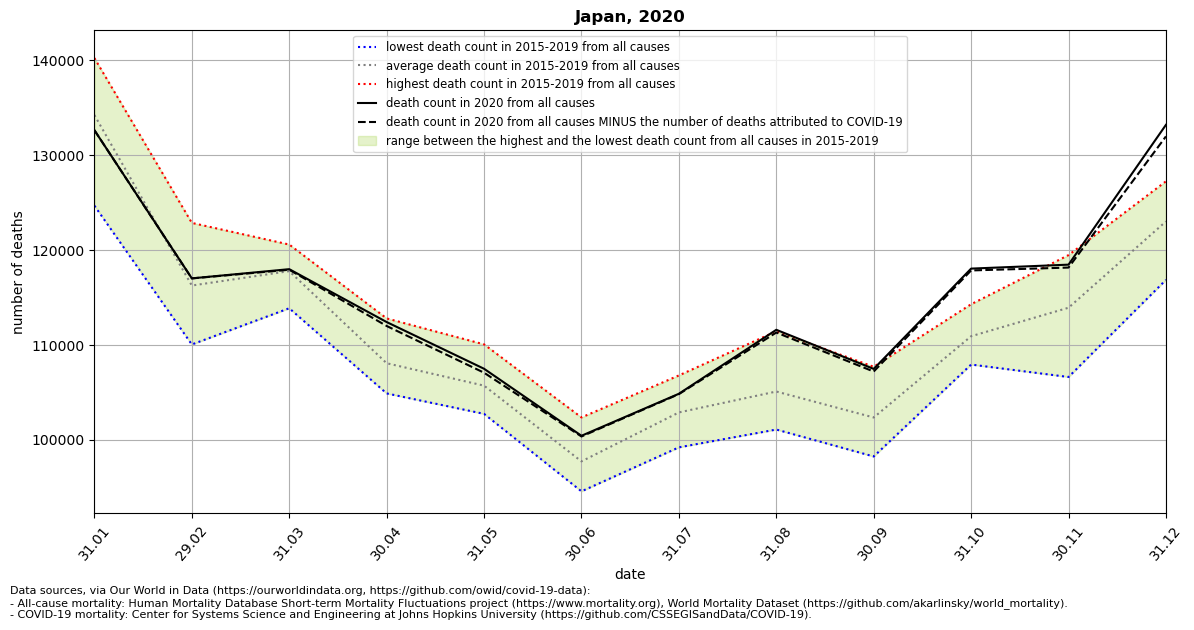 Japan, 2020
lowest death count in 2015-2019 from all causes
average death count in 2015-2019 from all causes
highest death count in 2015-2019 from all causes
death count in 2020 from all causes
death count in 2020 from all causes MINUS the number of deaths attributed to COVID-19
range between the highest and the lowest death count from all causes in 2015-2019
number of deaths
140000
130000
120000
110000
100000
31.01 29.02 31.03 30.04 31.05 30.06 31.07 31.08 30.09 31.10 30.11 31.12
date
Data sources, via Our World in Data (https://ourworldindata.org, https://github.com/owid/covid-19-data):
- All-cause mortality: Human Mortality Database Short-term Mortality Fluctuations project (https://www.mortality.org), World Mortality Dataset (https://github.com/akarlinsky/world_mortality).
- COVID-19 mortality: Center for Systems Science and Engineering at Johns Hopkins University (https://github.com/CSSEGISandData/COVID-19).